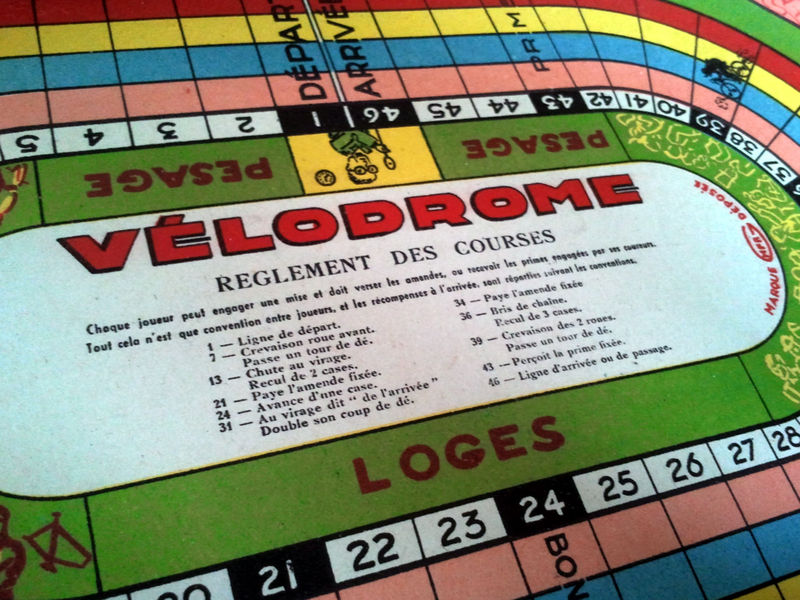 DÉPART
ARRIVÉE
PRIM
5 4 3 2 1 46 45 44 43 42 41 40 39 38 37
PESAGE
PESAGE
VÉLODROME
REGLEMENT DES COURSES
MARQUE DÉPOSÉE
Chaque joueur peut engager une mise et doit verser les amendes, ou recevoir les primes engagées par ses coureurs.
Tout cela n'est que convention entre joueurs, et les récompenses à l'arrivée, sont réparties suivant les conventions.
1 — Ligne de départ.
7 — Crevaison roue avant.
Passe un tour de dé.
13 — Chute au virage.
Recul de 2 cases.
21 — Paye l'amende fixée.
24 — Avance d'une case.
31 — Au virage dit " de l'arrivée "
Double son coup de dé.
34 — Paye l'amende fixée
36 — Bris de chaîne.
Recul de 3 cases.
39 — Crevaison des 2 roues.
Passe un tour de dé.
43 — Perçoit la prime fixée.
46 — Ligne d'arrivée ou de passage.
LOGES
20 21 22 23 24 25 26 27 28
BON